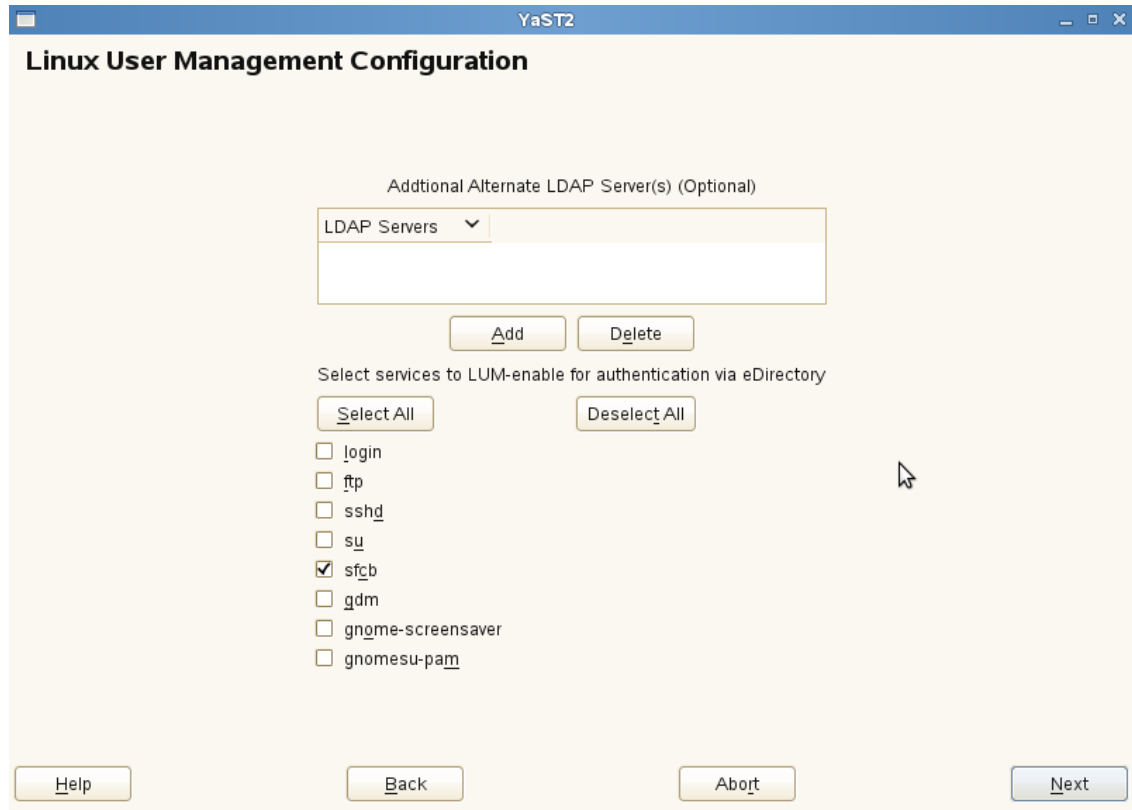 YaST2
Linux User Management Configuration
Addtional Alternate LDAP Server(s) (Optional)
LDAP Servers
Add Delete
Select services to LUM-enable for authentication via eDirectory
Select All Deselect All
login
ftp
sshd
su
sfcb
gdm
gnome-screensaver
gnomesu-pam
Help Back Abort Next